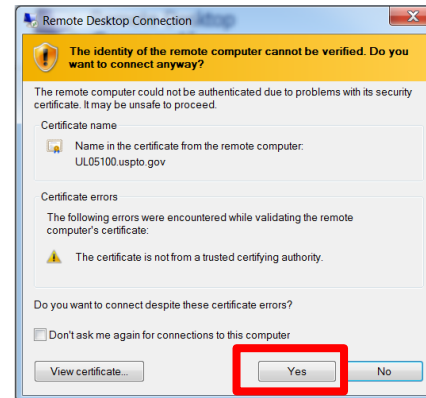 Remote Desktop Connection
The identity of the remote computer cannot be verified. Do you
want to connect anyway?
The remote computer could not be authenticated due to problems with its security
certificate. It may be unsafe to proceed.
Certificate name
Name in the certificate from the remote computer:
UL05100.uspto.gov
Certificate errors
The following errors were encountered while validating the remote
computer's certificate:
The certificate is not from a trusted certifying authority.
Do you want to connect despite these certificate errors?
Don't ask me again for connections to this computer
View certificate... Yes No